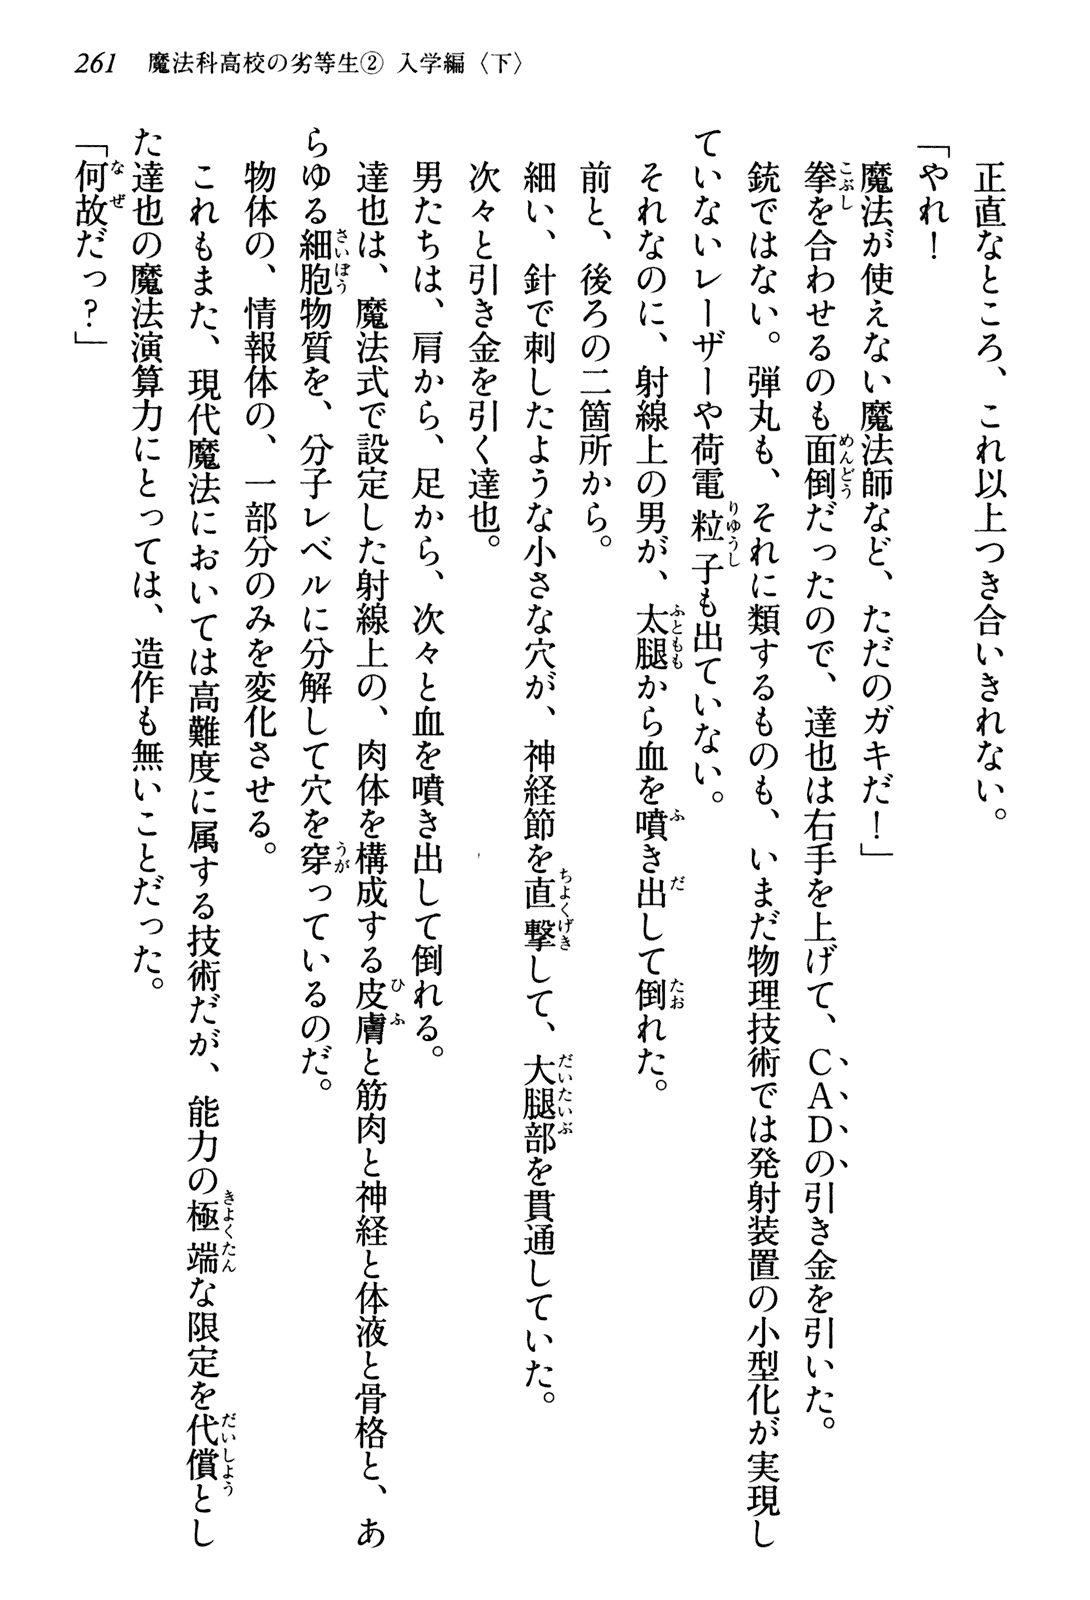 261 魔法科高校の劣等生② 入学編〈下〉
正直なところ、これ以上つき合いきれない。
「やれ！
魔法が使えない魔法師など、ただのガキだ！」
拳を合わせるのも面倒だったので、達也は右手を上げて、ＣＡＤの引き金を引いた。
銃ではない。弾丸も、それに類するものも、いまだ物理技術では発射装置の小型化が実現し
ていないレーザーや荷電粒子も出ていない。
それなのに、射線上の男が、太腿から血を噴き出して倒れた。
前と、後ろの二箇所から。
細い、針で刺したような小さな穴が、神経節を直撃して、大腿部を貫通していた。
次々と引き金を引く達也。
男たちは、肩から、足から、次々と血を噴き出して倒れる。
達也は、魔法式で設定した射線上の、肉体を構成する皮膚と筋肉と神経と体液と骨格と、あ
らゆる細胞物質を、分子レベルに分解して穴を穿っているのだ。
物体の、情報体の、一部分のみを変化させる。
これもまた、現代魔法においては高難度に属する技術だが、能力の極端な限定を代償とし
た達也の魔法演算力にとっては、造作も無いことだった。
「何故だっ？」